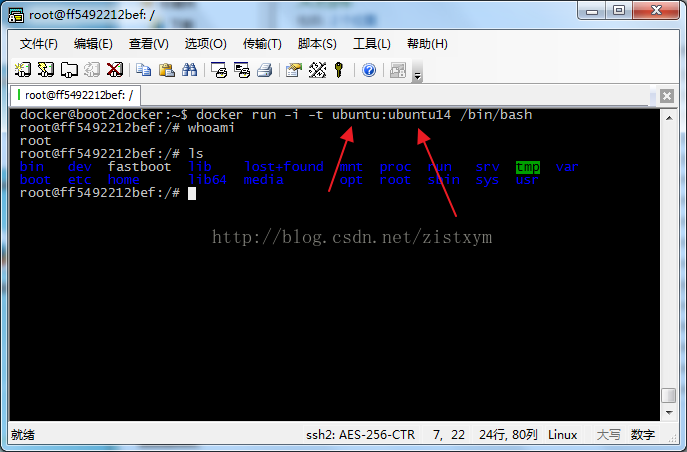 root@ff5492212bef: /
文件(F) 编辑(E) 查看(V) 选项(O) 传输(T) 脚本(S) 工具(L) 帮助(H)
root@ff5492212bef: /
docker@boot2docker:~$ docker run -i -t ubuntu:ubuntu14 /bin/bash
root@ff5492212bef:/# whoami
root
root@ff5492212bef:/# ls
bin dev fastboot lib lost+found mnt proc run srv tmp var
boot etc home lib64 media opt root sbin sys usr
root@ff5492212bef:/#
http://blog.csdn.net/zistxym
就绪 ssh2: AES-256-CTR 7, 22 24行, 80列 Linux 大写 数字